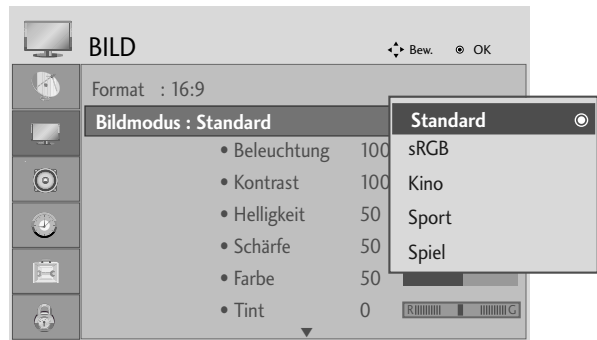 BILD
Bew. OK
Format : 16:9
Bildmodus : Standard
• Beleuchtung 100
• Kontrast 100
• Helligkeit 50
• Schärfe 50
• Farbe 50
• Tint 0 R G
Standard
sRGB
Kino
Sport
Spiel